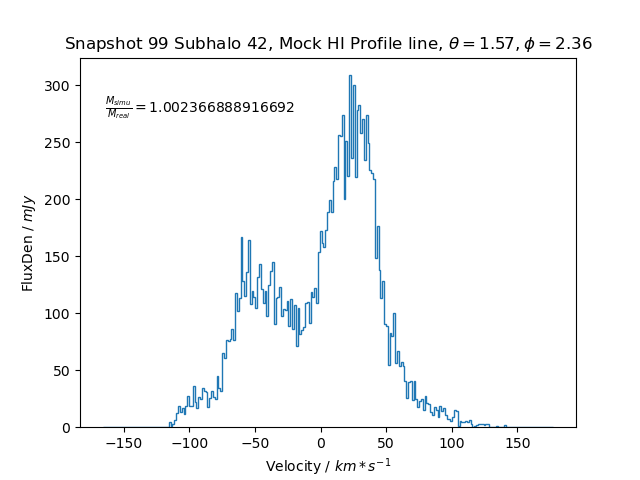 Snapshot 99 Subhalo 42, Mock HI Profile line, θ = 1.57, ϕ = 2.36
M_simu/M_real = 1.002366888916692
FluxDen / mJy
300
250
200
150
100
50
0
−150 −100 −50 0 50 100 150
Velocity / km * s⁻¹